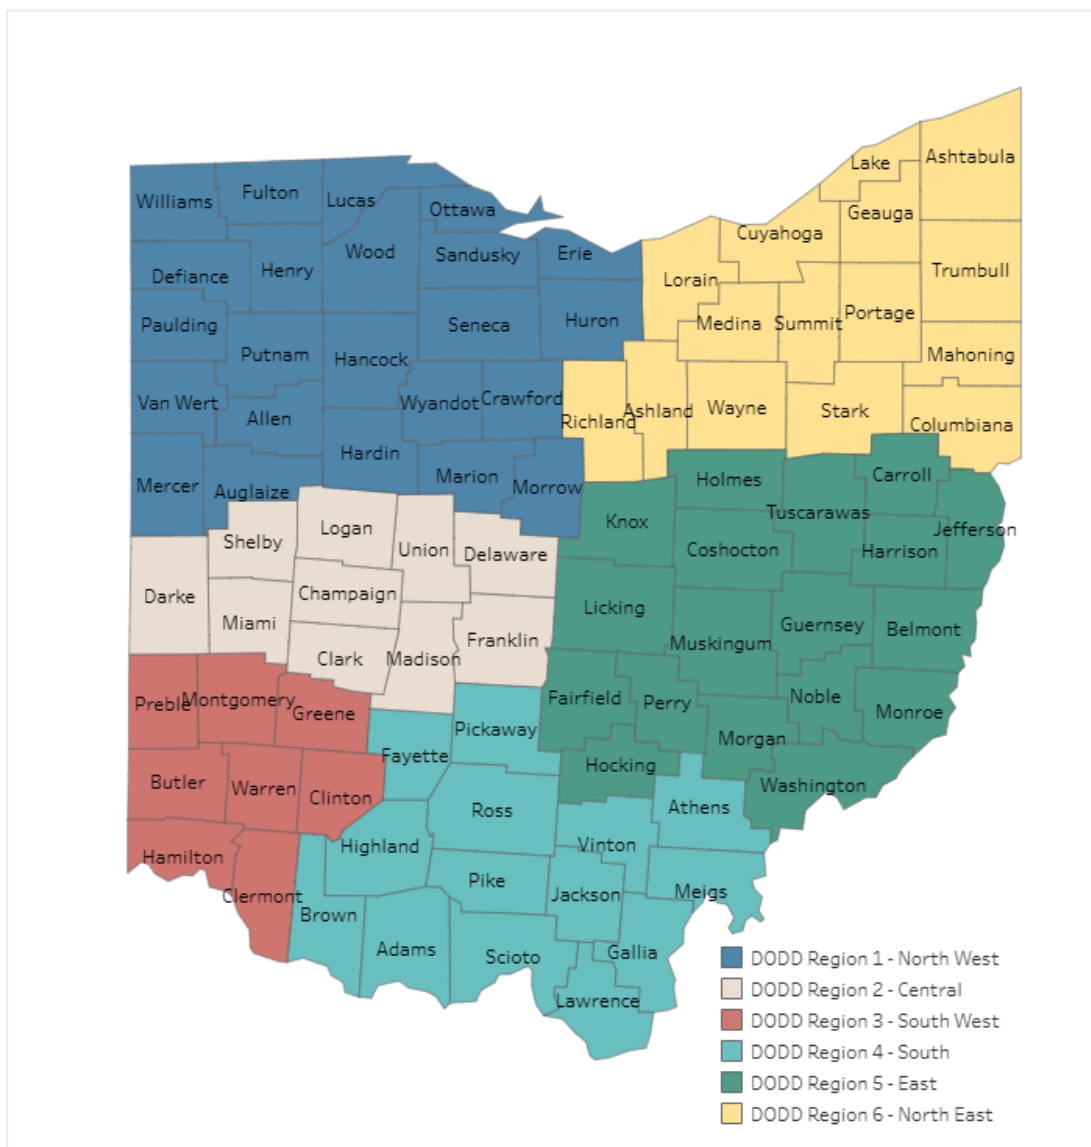 Lake
Ashtabula
Williams
Fulton
Lucas
Ottawa
Geauga
Cuyahoga
Wood
Sandusky
Erie
Defiance
Henry
Lorain
Trumbull
Paulding
Seneca
Huron
Medina
Summit
Portage
Putnam
Hancock
Mahoning
Van Wert
Allen
Wyandot
Crawford
Richland
Ashland
Wayne
Stark
Columbiana
Hardin
Mercer
Auglaize
Marion
Morrow
Holmes
Carroll
Shelby
Logan
Union
Delaware
Knox
Tuscarawas
Jefferson
Coshocton
Harrison
Darke
Champaign
Licking
Miami
Clark
Madison
Franklin
Muskingum
Guernsey
Belmont
Preble
Montgomery
Greene
Pickaway
Fairfield
Perry
Noble
Monroe
Fayette
Morgan
Butler
Warren
Clinton
Hocking
Washington
Ross
Athens
Hamilton
Highland
Vinton
Clermont
Pike
Jackson
Meigs
Brown
Adams
Scioto
Gallia
Lawrence
DODD Region 1 - North West
DODD Region 2 - Central
DODD Region 3 - South West
DODD Region 4 - South
DODD Region 5 - East
DODD Region 6 - North East